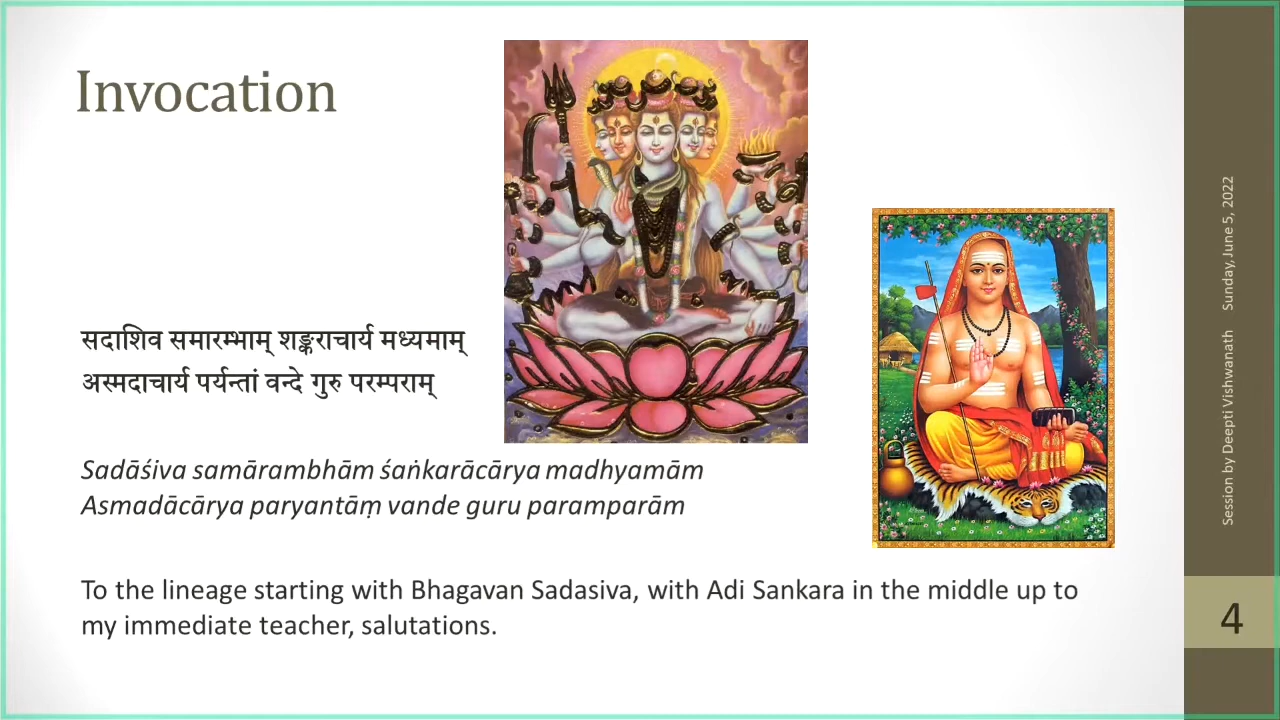 Invocation
सदाशिव समारम्भाम् शङ्कराचार्य मध्यमाम्
अस्मदाचार्य पर्यन्तां वन्दे गुरु परम्पराम्
Sadāśiva samārambhām śaṅkarācārya madhyamām
Asmadācārya paryantāṃ vande guru paramparām
To the lineage starting with Bhagavan Sadasiva, with Adi Sankara in the middle up to
my immediate teacher, salutations.
Session by Deepti Vishwanath Sunday, June 5, 2022
4